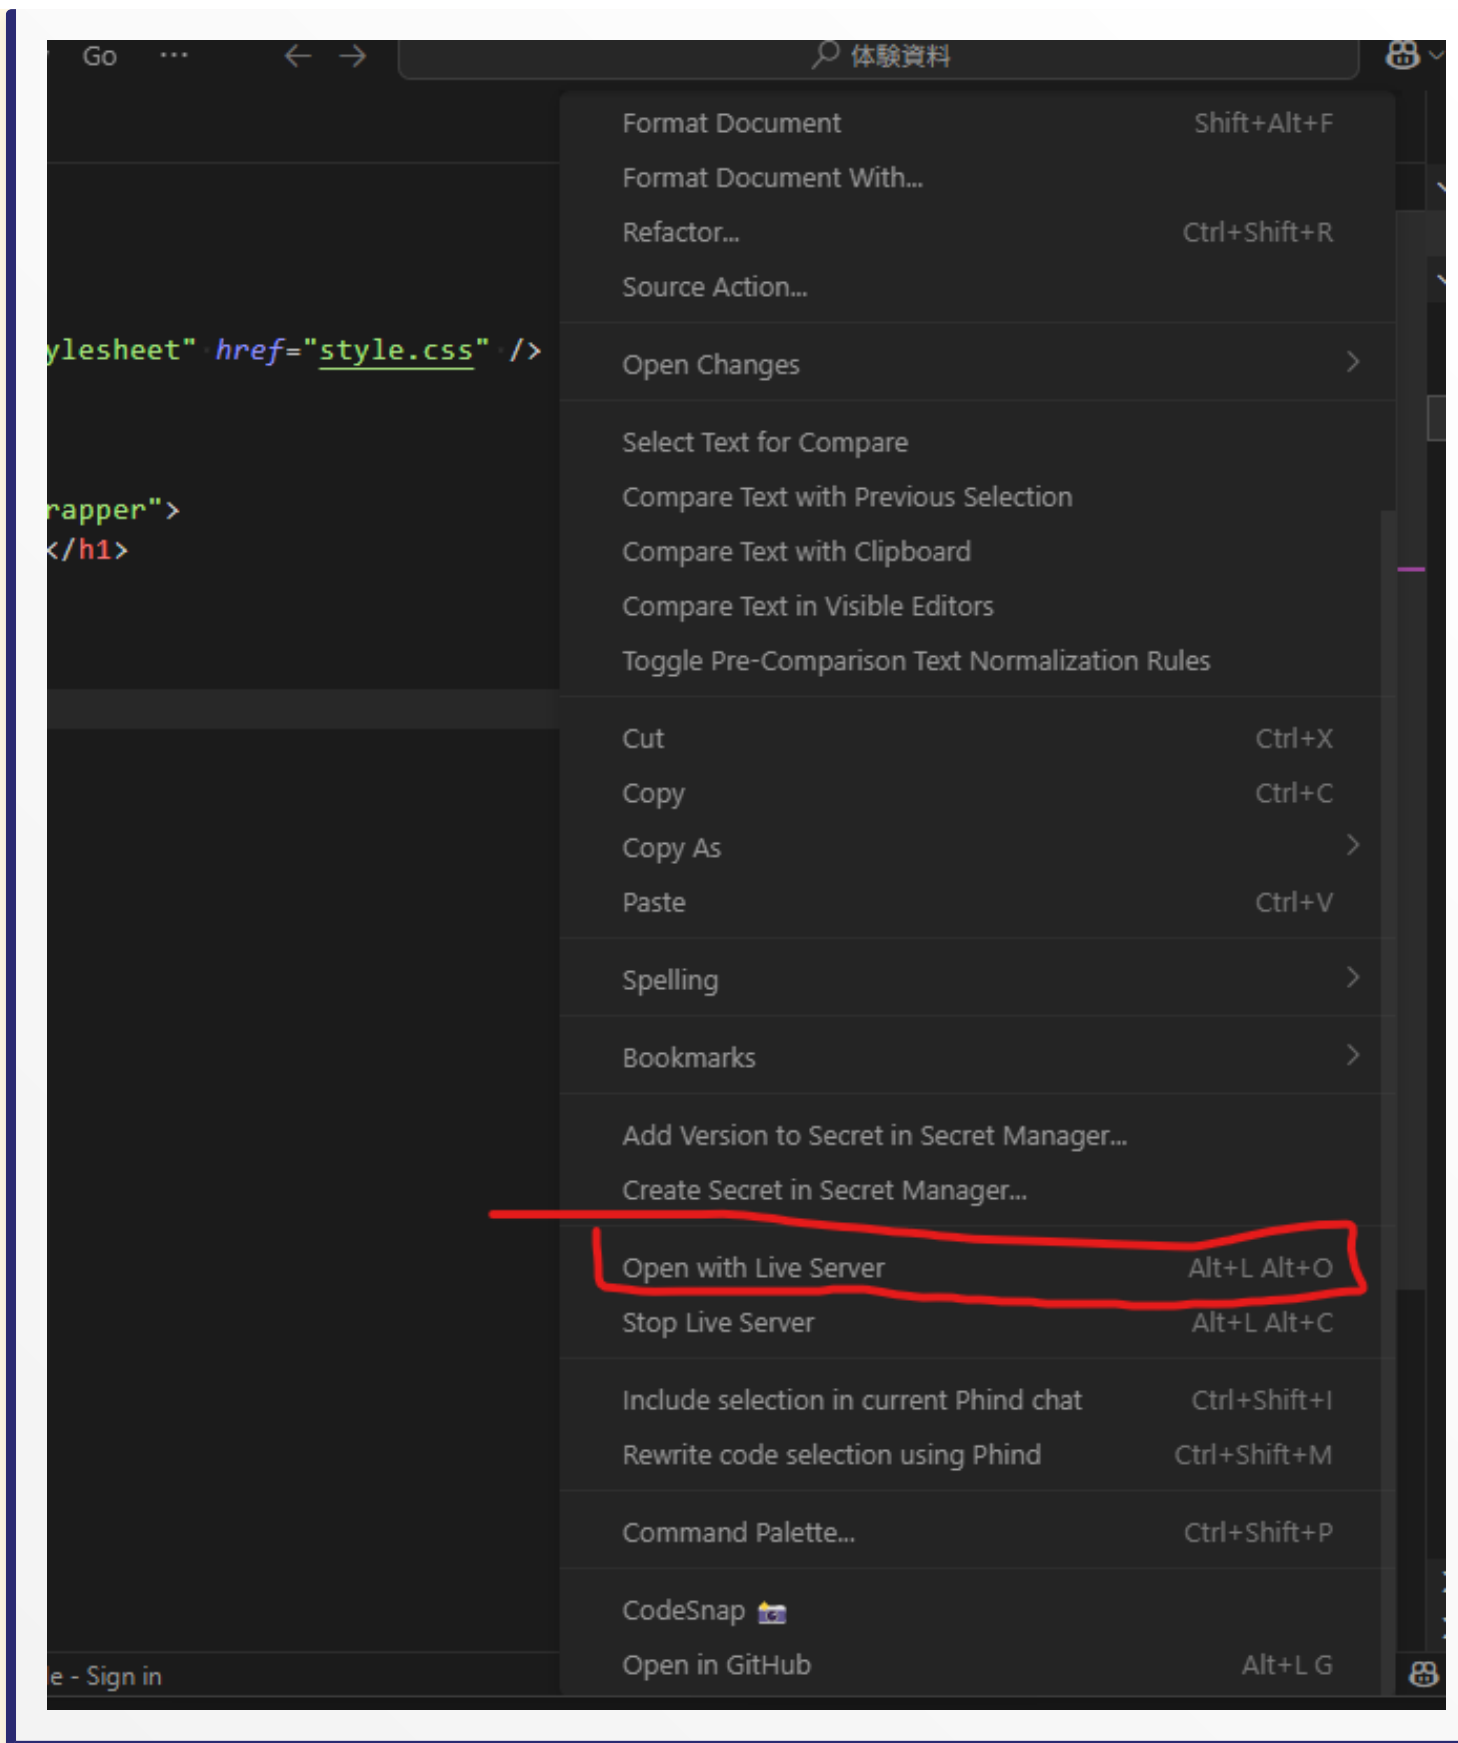 Go ...
体験資料
Format Document Shift+Alt+F
Format Document With...
Refactor... Ctrl+Shift+R
Source Action...
ylesheet" href="style.css" />
Open Changes
Select Text for Compare
Compare Text with Previous Selection
rapper">
</h1>
Compare Text with Clipboard
Compare Text in Visible Editors
Toggle Pre-Comparison Text Normalization Rules
Cut Ctrl+X
Copy Ctrl+C
Copy As
Paste Ctrl+V
Spelling
Bookmarks
Add Version to Secret in Secret Manager...
Create Secret in Secret Manager...
Open with Live Server Alt+L Alt+O
Stop Live Server Alt+L Alt+C
Include selection in current Phind chat Ctrl+Shift+I
Rewrite code selection using Phind Ctrl+Shift+M
Command Palette... Ctrl+Shift+P
CodeSnap 📸
Open in GitHub Alt+L G
e - Sign in